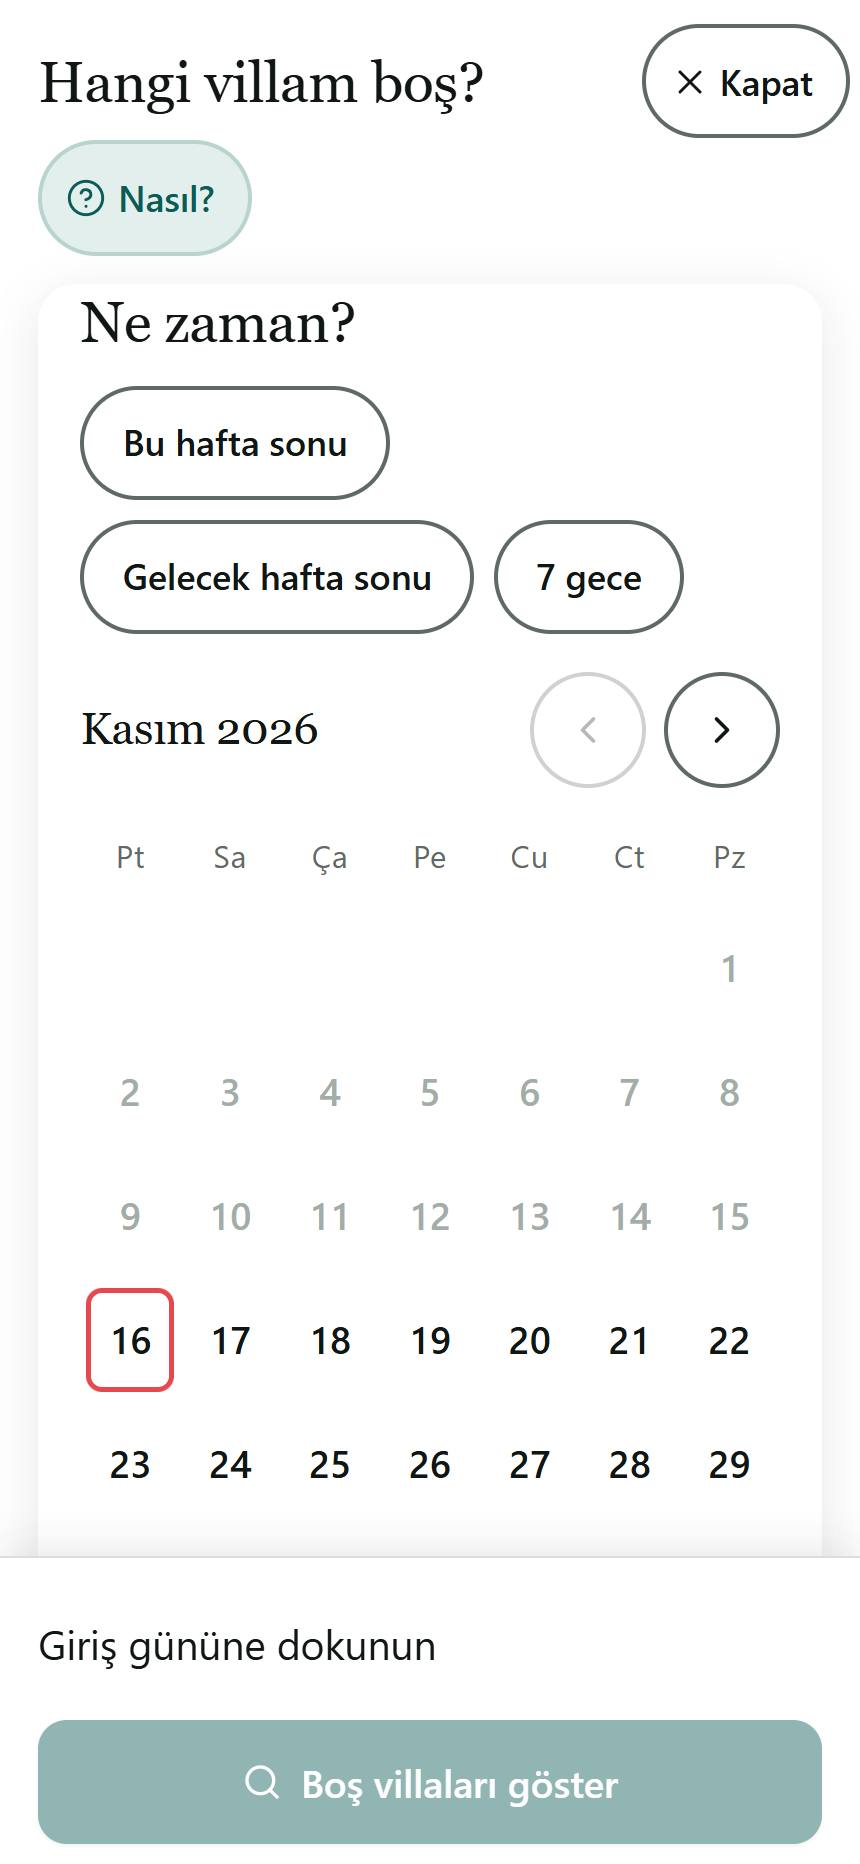 Hangi villam boş?
Kapat
Nasıl?
Ne zaman?
Bu hafta sonu
Gelecek hafta sonu
7 gece
Kasım 2026
Pt Sa Ça Pe Cu Ct Pz
1
2 3 4 5 6 7 8
9 10 11 12 13 14 15
16 17 18 19 20 21 22
23 24 25 26 27 28 29
Giriş gününe dokunun
Boş villaları göster